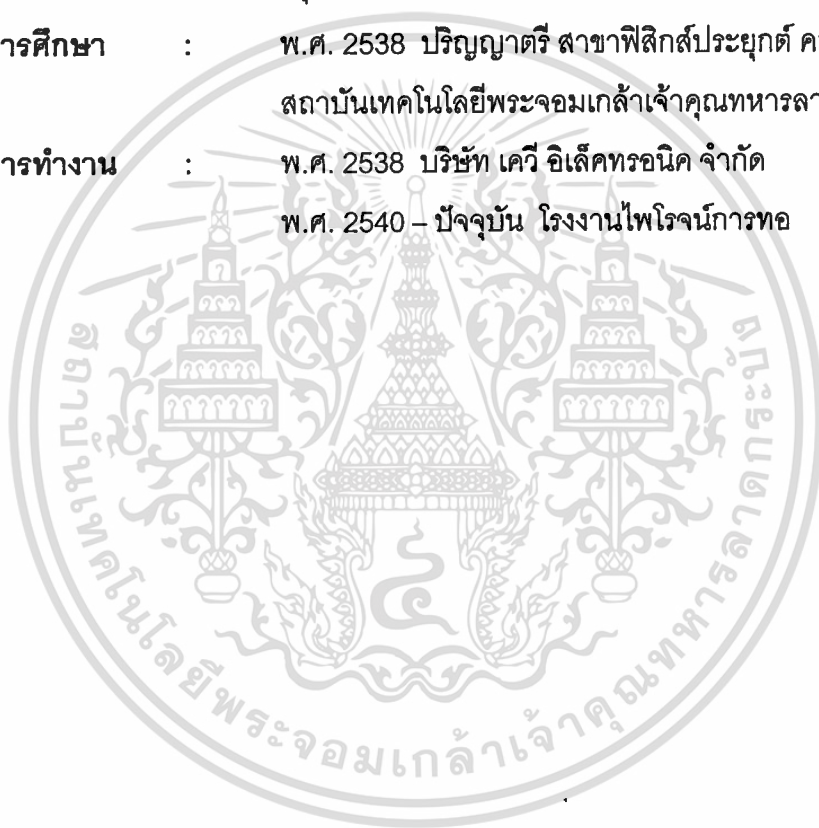 ารศึกษา : พ.ศ. 2538 ปริญญาตรี สาขาฟิสิกส์ประยุกต์ ค
สถาบันเทคโนโลยีพระจอมเกล้าเจ้าคุณทหารลา
ารทำงาน : พ.ศ. 2538 บริษัท เควี อิเล็คทรอนิค จำกัด
พ.ศ. 2540 – ปัจจุบัน โรงงานไพโรจน์การทอ
สถาบันเทคโนโลยีพระจอมเกล้าเจ้าคุณทหารลาดกระบัง